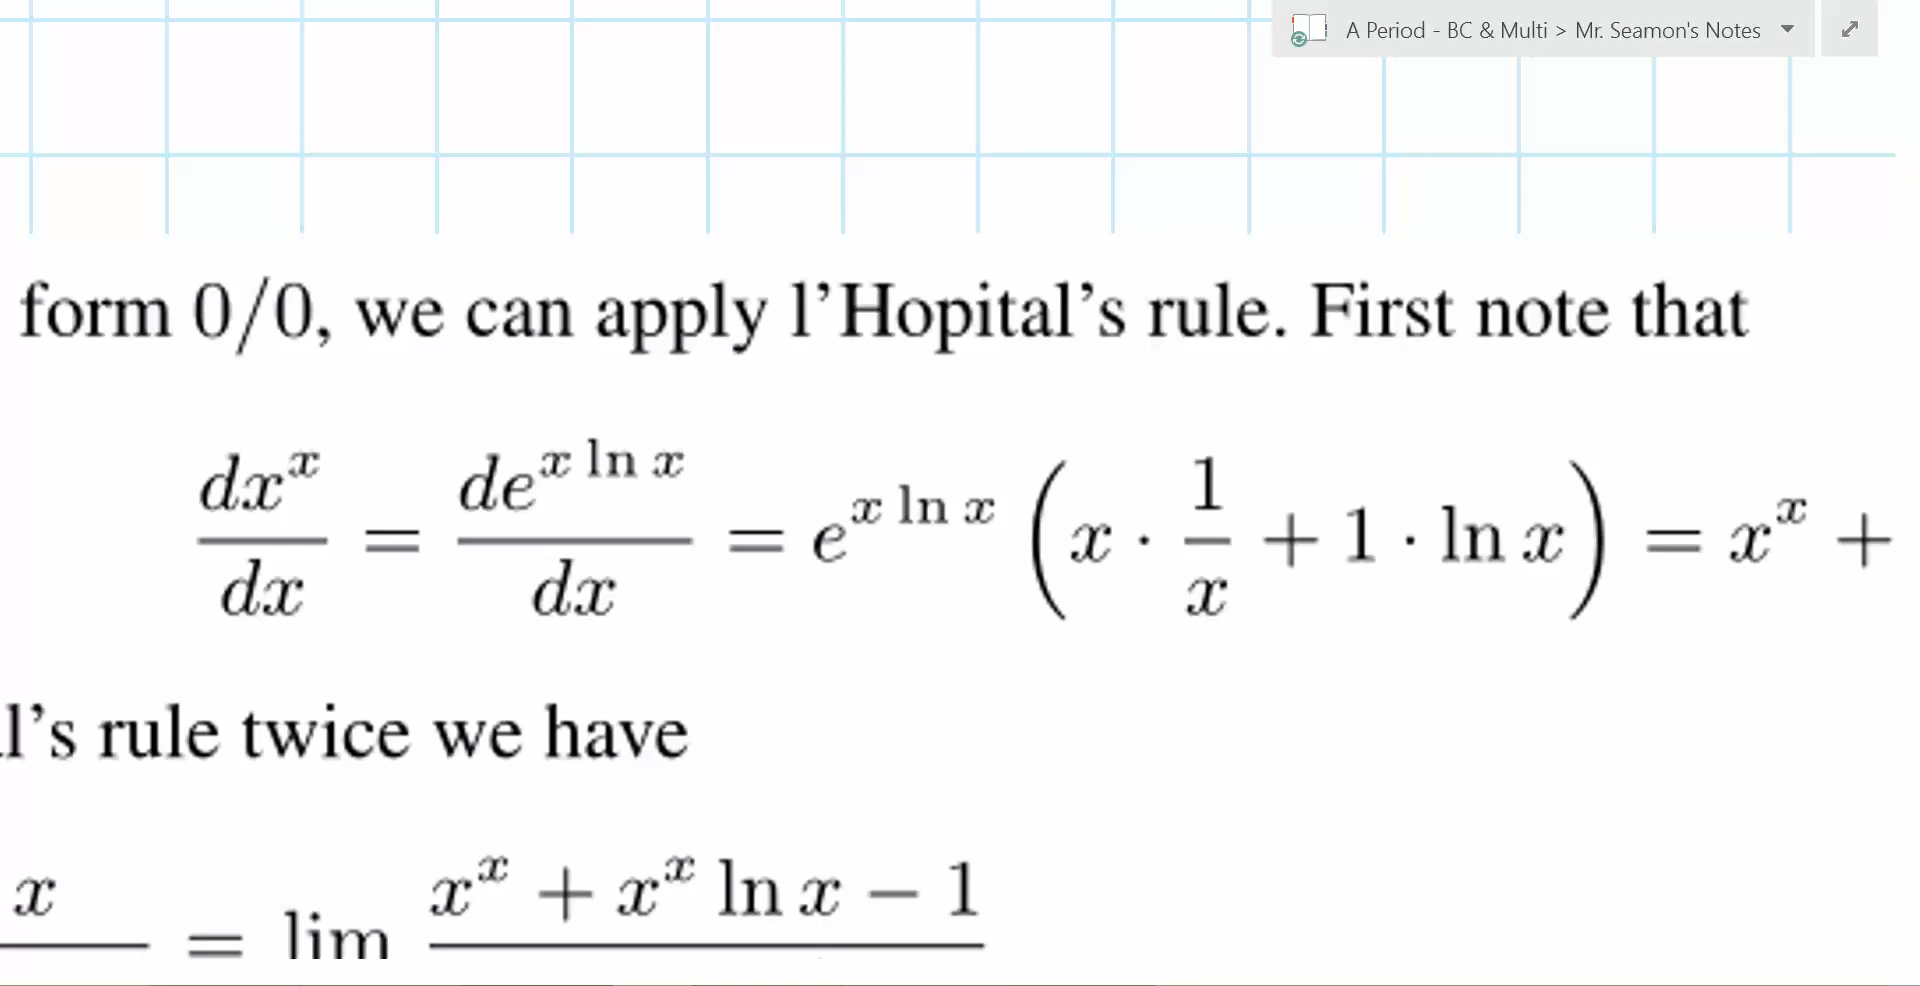 A Period - BC & Multi > Mr. Seamon's Notes
form 0/0, we can apply l'Hopital's rule. First note that
dx^x/dx = de^{x ln x}/dx = e^{x ln x} (x · 1/x + 1 · ln x) = x^x +
l's rule twice we have
x = lim x^x + x^x ln x − 1